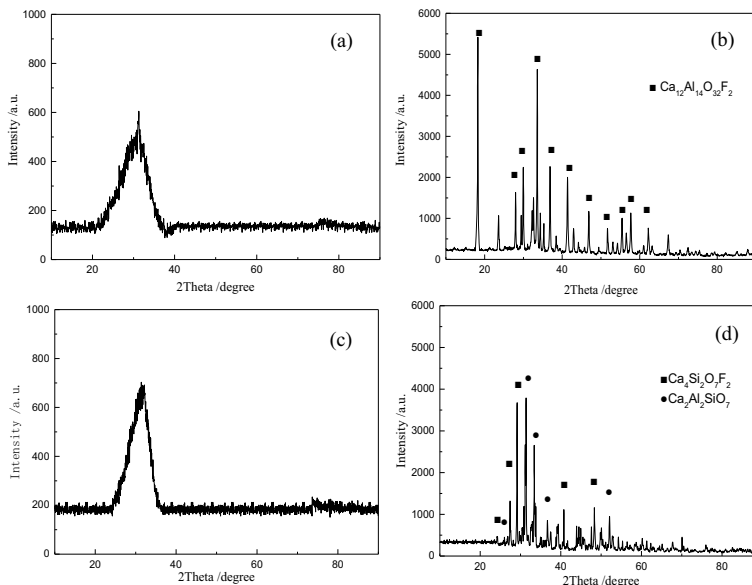 1000
800
600
400
200
0
Intensity /a.u.
20
40
60
80
2Theta /degree
(a)
6000
5000
4000
3000
2000
1000
0
Intensity /a.u.
20
40
60
80
2Theta /degree
(b)
■ Ca₁₂Al₁₄O₃₂F₂
1000
800
600
400
200
0
Intensity /a.u.
20
40
60
80
2Theta /degree
(c)
6000
5000
4000
3000
2000
1000
0
Intensity /a.u.
20
40
60
80
2Theta /degree
(d)
■ Ca₄Si₂O₇F₂
● Ca₂Al₂SiO₇